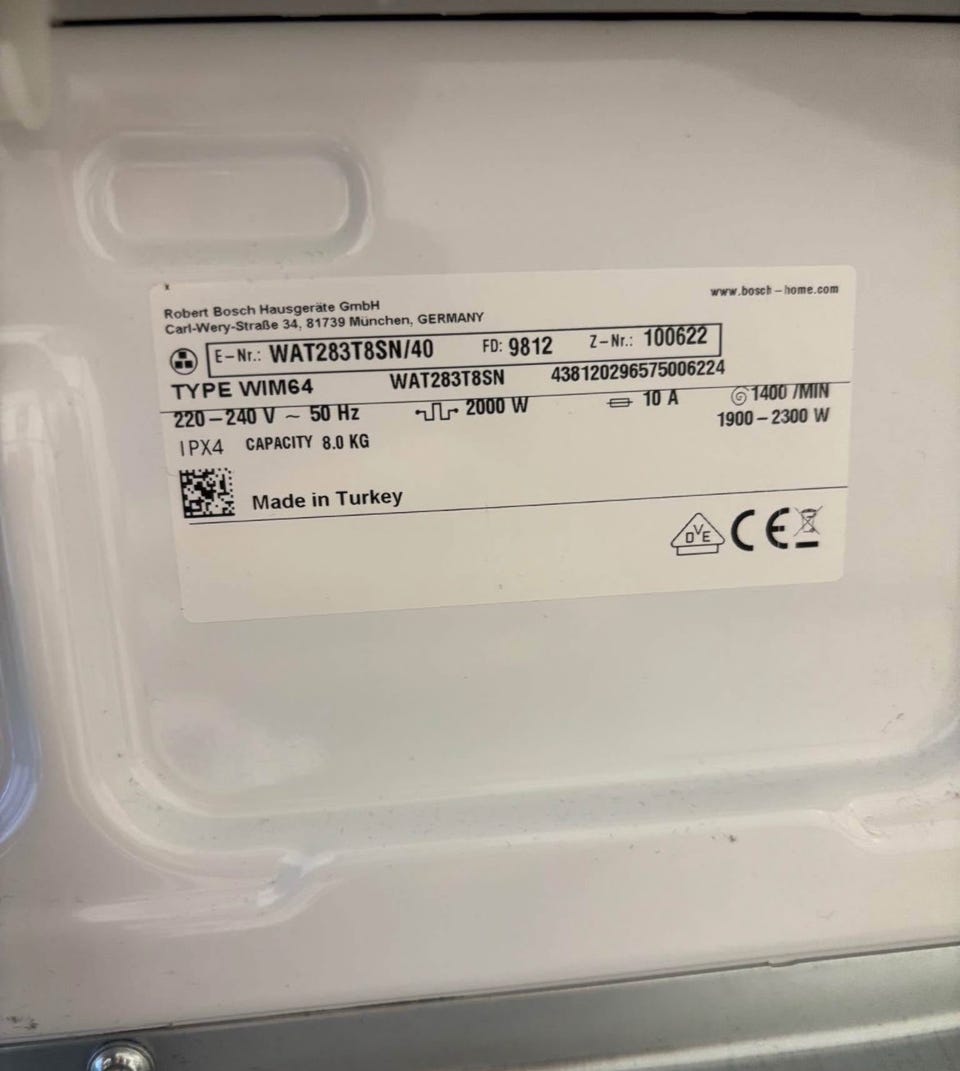 www.bosch-home.com
Robert Bosch Hausgeräte GmbH
Carl-Wery-Straße 34, 81739 München, GERMANY
E-Nr.: WAT283T8SN/40 FD: 9812 Z-Nr.: 100622
TYPE WIM64 WAT283T8SN 438120296575006224
220-240 V ~ 50 Hz 2000 W 10 A 1400 /MIN
1900-2300 W
IPX4 CAPACITY 8.0 KG
Made in Turkey
DVE CE